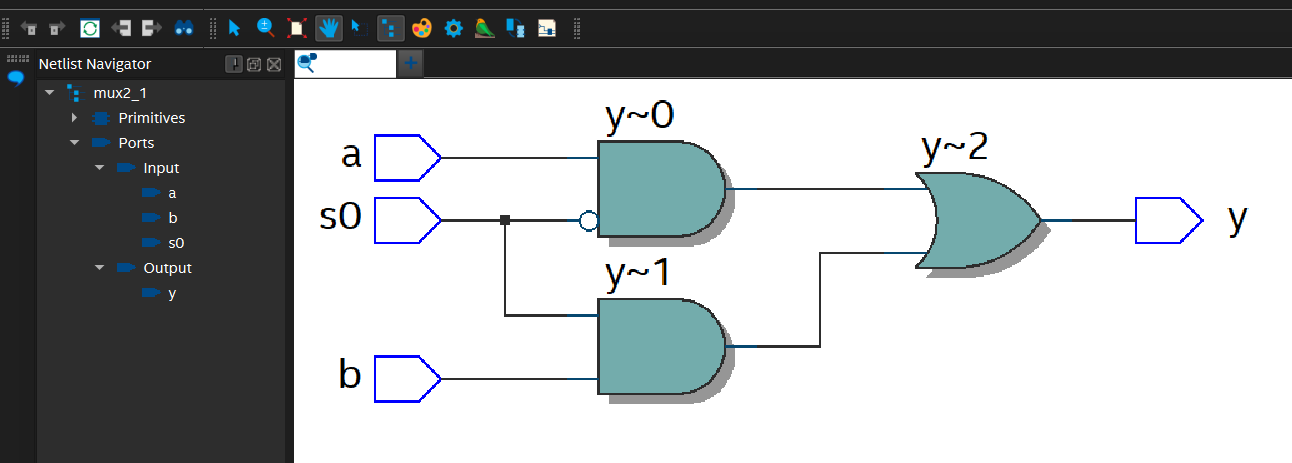 Netlist Navigator
mux2_1
Primitives
Ports
Input
a
b
s0
Output
y
y~0
a
s0
y~1
b
y~2
y